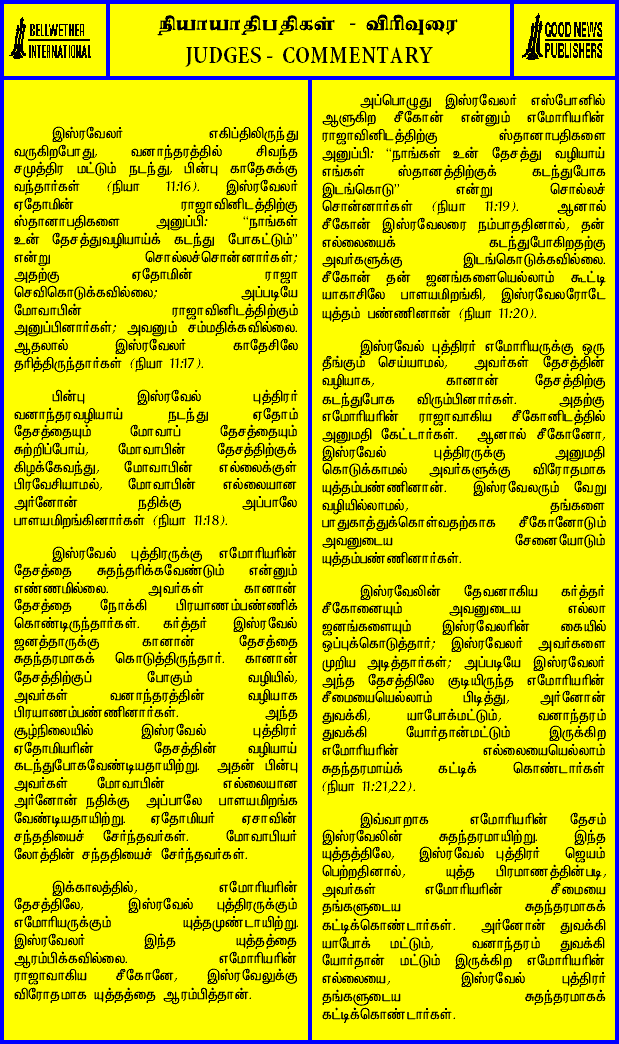 BELLWETHER
INTERNATIONAL
நியாயாதிபதிகள் - விரிவுரை
JUDGES - COMMENTARY
GOOD NEWS
PUBLISHERS
இஸ்ரவேலர் எகிப்திலிருந்து
வருகிறபோது, வனாந்தரத்தில் சிவந்த
சமுத்திர மட்டும் நடந்து, பின்பு காதேசுக்கு
வந்தார்கள் (நியா 11:16). இஸ்ரவேலர்
ஏதோமின் ராஜாவினிடத்திற்கு
ஸ்தானாபதிகளை அனுப்பி: "நாங்கள்
உன் தேசத்துவழியாய்க் கடந்து போகட்டும்"
என்று சொல்லச்சொன்னார்கள்;
அதற்கு ஏதோமின் ராஜா
செவிகொடுக்கவில்லை; அப்படியே
மோவாபின் ராஜாவினிடத்திற்கும்
அனுப்பினார்கள்; அவனும் சம்மதிக்கவில்லை.
ஆதலால் இஸ்ரவேலர் காதேசிலே
தரித்திருந்தார்கள் (நியா 11:17).
பின்பு இஸ்ரவேல் புத்திரர்
வனாந்தரவழியாய் நடந்து ஏதோம்
தேசத்தையும் மோவாப் தேசத்தையும்
சுற்றிப்போய், மோவாபின் தேசத்திற்குக்
கிழக்கேவந்து, மோவாபின் எல்லைக்குள்
பிரவேசியாமல், மோவாபின் எல்லையான
அர்னோன் நதிக்கு அப்பாலே
பாளயமிறங்கினார்கள் (நியா 11:18).
இஸ்ரவேல் புத்திரருக்கு எமோரியரின்
தேசத்தை சுதந்தரிக்கவேண்டும் என்னும்
எண்ணமில்லை. அவர்கள் கானான்
தேசத்தை நோக்கி பிரயாணம்பண்ணிக்
கொண்டிருந்தார்கள். கர்த்தர் இஸ்ரவேல்
ஜனத்தாருக்கு கானான் தேசத்தை
சுதந்தரமாகக் கொடுத்திருந்தார். கானான்
தேசத்திற்குப் போகும் வழியில்,
அவர்கள் வனாந்தரத்தின் வழியாக
பிரயாணம்பண்ணினார்கள். அந்த
சூழ்நிலையில் இஸ்ரவேல் புத்திரர்
ஏதோமியரின் தேசத்தின் வழியாய்
கடந்துபோகவேண்டியதாயிற்று. அதன் பின்பு
அவர்கள் மோவாபின் எல்லையான
அர்னோன் நதிக்கு அப்பாலே பாளயமிறங்க
வேண்டியதாயிற்று. ஏதோமியர் ஏசாவின்
சந்ததியைச் சேர்ந்தவர்கள். மோவாபியர்
லோத்தின் சந்ததியைச் சேர்ந்தவர்கள்.
இக்காலத்தில், எமோரியரின்
தேசத்திலே, இஸ்ரவேல் புத்திரருக்கும்
எமோரியருக்கும் யுத்தமுண்டாயிற்று.
இஸ்ரவேலர் இந்த யுத்தத்தை
ஆரம்பிக்கவில்லை. எமோரியரின்
ராஜாவாகிய சீகோனே, இஸ்ரவேலுக்கு
விரோதமாக யுத்தத்தை ஆரம்பித்தான்.
அப்பொழுது இஸ்ரவேலர் எஸ்போனில்
ஆளுகிற சீகோன் என்னும் எமோரியரின்
ராஜாவினிடத்திற்கு ஸ்தானாபதிகளை
அனுப்பி: "நாங்கள் உன் தேசத்து வழியாய்
எங்கள் ஸ்தானத்திற்குக் கடந்துபோக
இடங்கொடு" என்று சொல்லச்
சொன்னார்கள் (நியா 11:19). ஆனால்
சீகோன் இஸ்ரவேலரை நம்பாததினால், தன்
எல்லையைக் கடந்துபோகிறதற்கு
அவர்களுக்கு இடங்கொடுக்கவில்லை.
சீகோன் தன் ஜனங்களையெல்லாம் கூட்டி
யாகாசிலே பாளயமிறங்கி, இஸ்ரவேலரோடே
யுத்தம் பண்ணினான் (நியா 11:20).
இஸ்ரவேல் புத்திரர் எமோரியருக்கு ஒரு
தீங்கும் செய்யாமல், அவர்கள் தேசத்தின்
வழியாக, கானான் தேசத்திற்கு
கடந்துபோக விரும்பினார்கள். அதற்கு
எமோரியரின் ராஜாவாகிய சீகோனிடத்தில்
அனுமதி கேட்டார்கள். ஆனால் சீகோனோ,
இஸ்ரவேல் புத்திரருக்கு அனுமதி
கொடுக்காமல் அவர்களுக்கு விரோதமாக
யுத்தம்பண்ணினான். இஸ்ரவேலரும் வேறு
வழியில்லாமல், தங்களை
பாதுகாத்துக்கொள்வதற்காக சீகோனோடும்
அவனுடைய சேனையோடும்
யுத்தம்பண்ணினார்கள்.
இஸ்ரவேலின் தேவனாகிய கர்த்தர்
சீகோனையும் அவனுடைய எல்லா
ஜனங்களையும் இஸ்ரவேலரின் கையில்
ஒப்புக்கொடுத்தார்; இஸ்ரவேலர் அவர்களை
முறிய அடித்தார்கள்; அப்படியே இஸ்ரவேலர்
அந்த தேசத்திலே குடியிருந்த எமோரியரின்
சீமையையெல்லாம் பிடித்து, அர்னோன்
துவக்கி, யாபோக்மட்டும், வனாந்தரம்
துவக்கி யோர்தான்மட்டும் இருக்கிற
எமோரியரின் எல்லையையெல்லாம்
சுதந்தரமாய்க் கட்டிக் கொண்டார்கள்
(நியா 11:21,22).
இவ்வாறாக எமோரியரின் தேசம்
இஸ்ரவேலின் சுதந்தரமாயிற்று. இந்த
யுத்தத்திலே, இஸ்ரவேல் புத்திரர் ஜெயம்
பெற்றதினால், யுத்த பிரமாணத்தின்படி,
அவர்கள் எமோரியரின் சீமையை
தங்களுடைய சுதந்தரமாகக்
கட்டிக்கொண்டார்கள். அர்னோன் துவக்கி
யாபோக் மட்டும், வனாந்தரம் துவக்கி
யோர்தான் மட்டும் இருக்கிற எமோரியரின்
எல்லையை, இஸ்ரவேல் புத்திரர்
தங்களுடைய சுதந்தரமாகக்
கட்டிக்கொண்டார்கள்.